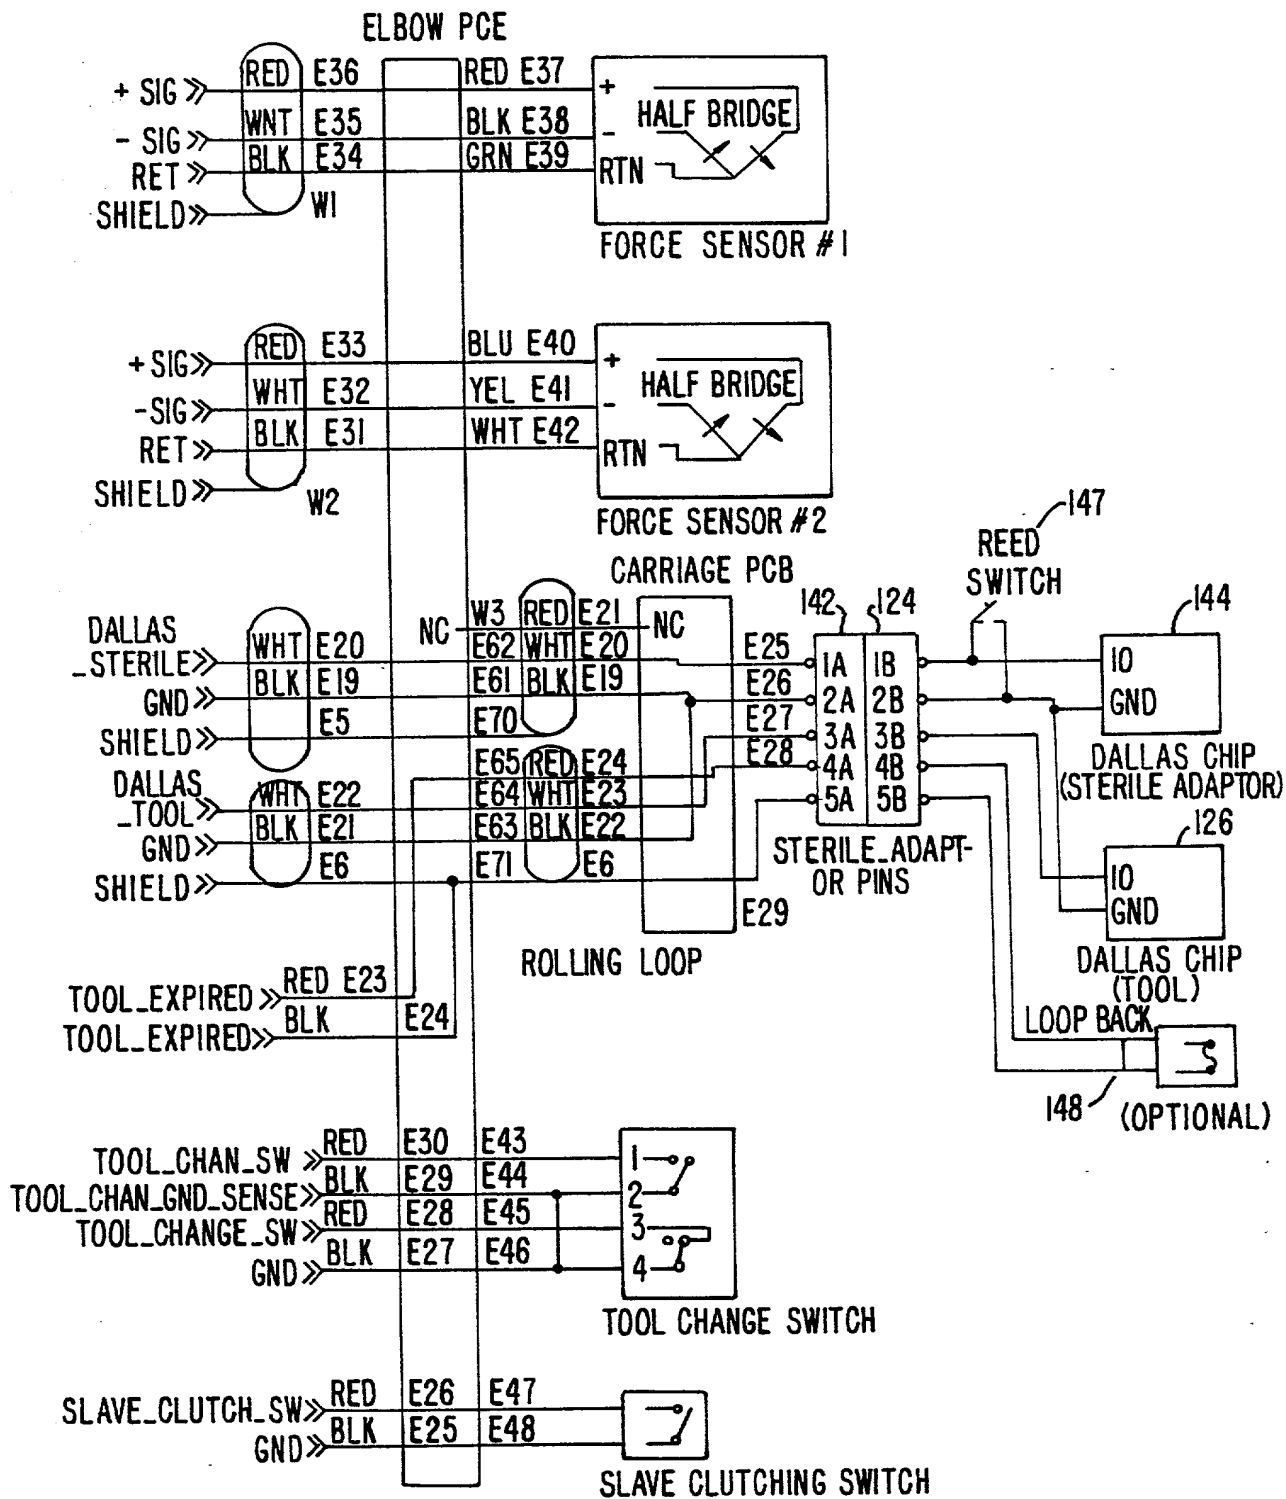 ELBOW PCE
+ SIG RED E36 RED E37 +
HALF BRIDGE
- SIG WNT E35 BLK E38 -
RET BLK E34 GRN E39 RTN
SHIELD W1
FORCE SENSOR #1
+ SIG RED E33 BLU E40 +
HALF BRIDGE
-SIG WHT E32 YEL E41 -
RET BLK E31 WHT E42 RTN
SHIELD W2
FORCE SENSOR #2
147
REED
SWITCH
CARRIAGE PCB
142 124 144
NC W3 RED E21 NC
DALLAS
_STERILE WHT E20 E62 WHT E20 E25 1A 1B IO
GND BLK E19 E61 BLK E19 E26 2A 2B GND
SHIELD E5 E70 E27 3A 3B
DALLAS CHIP
(STERILE ADAPTOR)
E65 RED E24 E28 4A 4B
DALLAS
_TOOL WHT E22 E64 WHT E23 5A 5B
GND BLK E21 E63 BLK E22
126
STERILE_ADAPT-
OR PINS
SHIELD E6 E71 E6 IO
E29 GND
ROLLING LOOP
DALLAS CHIP
(TOOL)
TOOL_EXPIRED RED E23
TOOL_EXPIRED BLK E24
LOOP BACK
148 (OPTIONAL)
TOOL_CHAN_SW RED E30 E43 1
TOOL_CHAN_GND_SENSE BLK E29 E44 2
TOOL_CHANGE_SW RED E28 E45 3
GND BLK E27 E46 4
TOOL CHANGE SWITCH
SLAVE_CLUTCH_SW RED E26 E47
GND BLK E25 E48
SLAVE CLUTCHING SWITCH